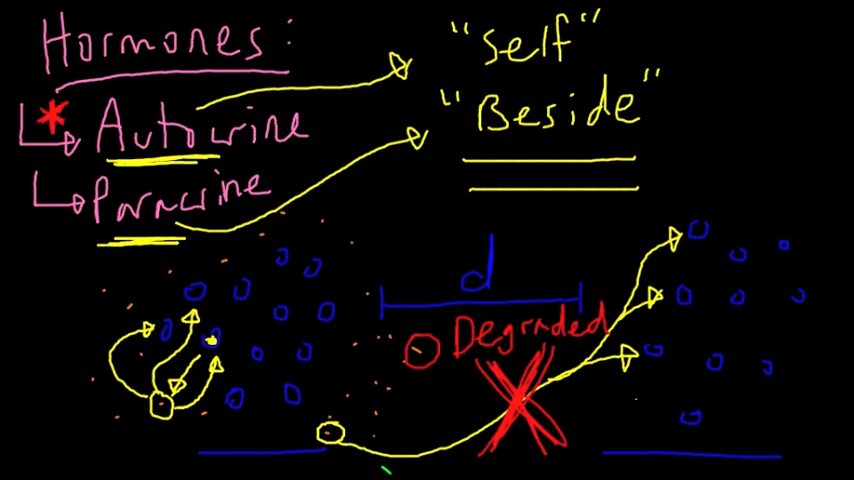 Hormones:
* Autocrine
Paracrine
"Self"
"Beside"
d
Degraded